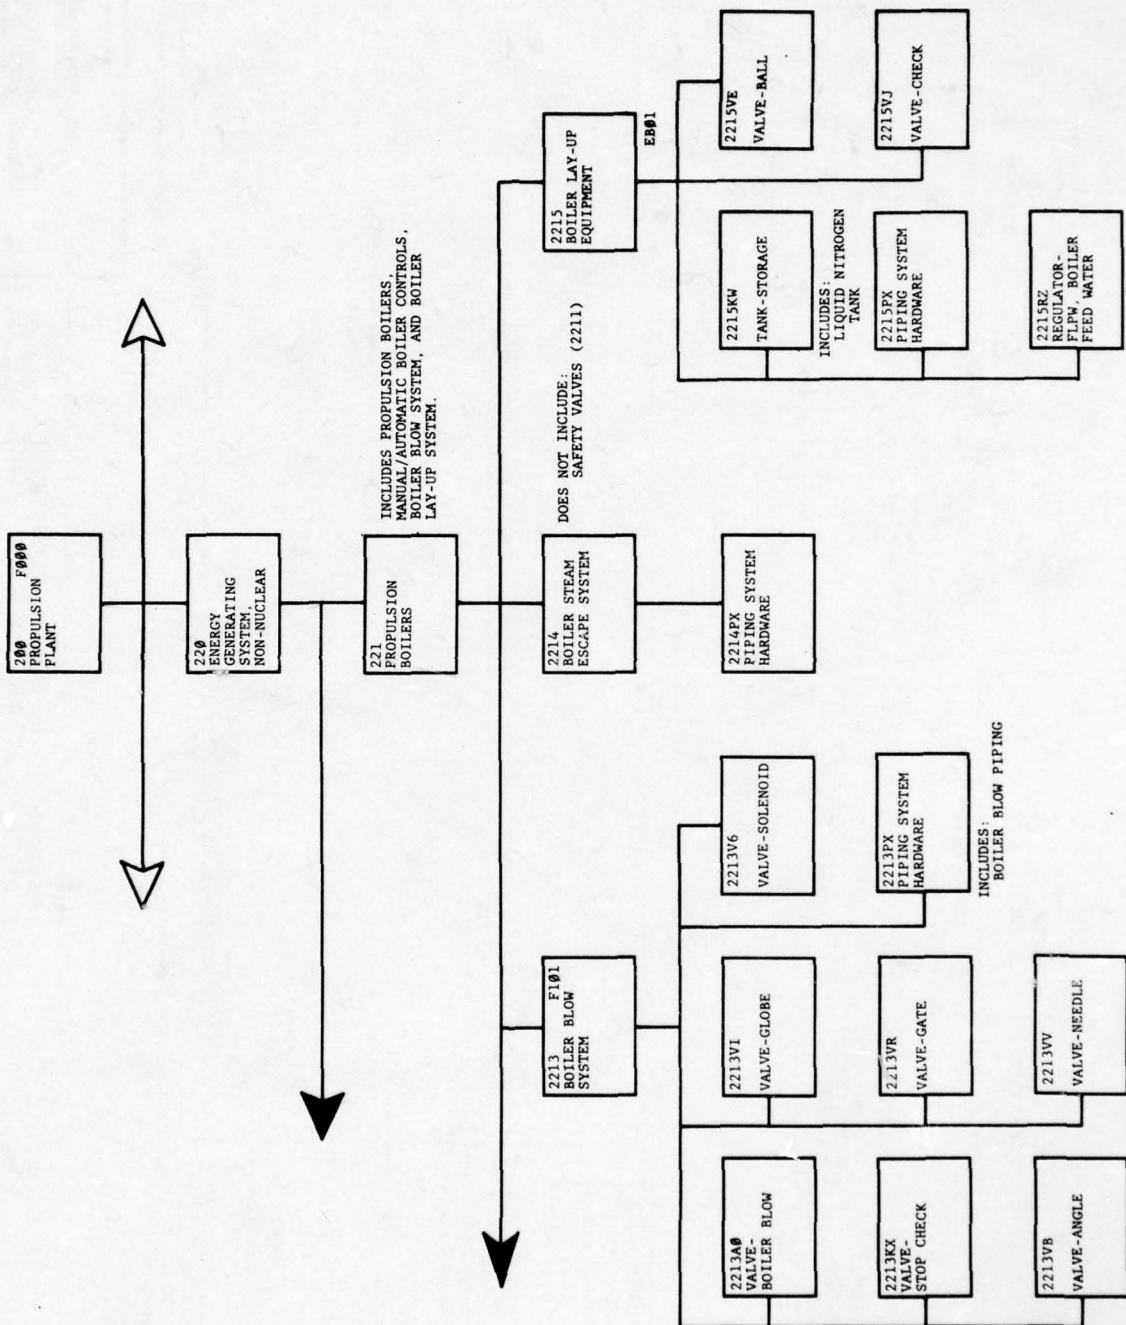 200 FØØØ
PROPULSION
PLANT
220
ENERGY
GENERATING
SYSTEM,
NON-NUCLEAR
221
PROPULSION
BOILERS
INCLUDES PROPULSION BOILERS,
MANUAL/AUTOMATIC BOILER CONTROLS,
BOILER BLOW SYSTEM, AND BOILER
LAY-UP SYSTEM.
2213 F1Ø1
BOILER BLOW
SYSTEM
2214
BOILER STEAM
ESCAPE SYSTEM
DOES NOT INCLUDE:
SAFETY VALVES (2211)
2215
BOILER LAY-UP
EQUIPMENT
EBØ1
2213AØ
VALVE-
BOILER BLOW
2213VI
VALVE-GLOBE
2213V6
VALVE-SOLENOID
2214PX
PIPING SYSTEM
HARDWARE
2215KW
TANK-STORAGE
INCLUDES:
LIQUID NITROGEN
TANK
2215VE
VALVE-BALL
2213KX
VALVE-
STOP CHECK
2213VR
VALVE-GATE
2213PX
PIPING SYSTEM
HARDWARE
INCLUDES:
BOILER BLOW PIPING
2215PX
PIPING SYSTEM
HARDWARE
2215VJ
VALVE-CHECK
2213VB
VALVE-ANGLE
2213VV
VALVE-NEEDLE
2215RZ
REGULATOR-
FLPW, BOILER
FEED WATER